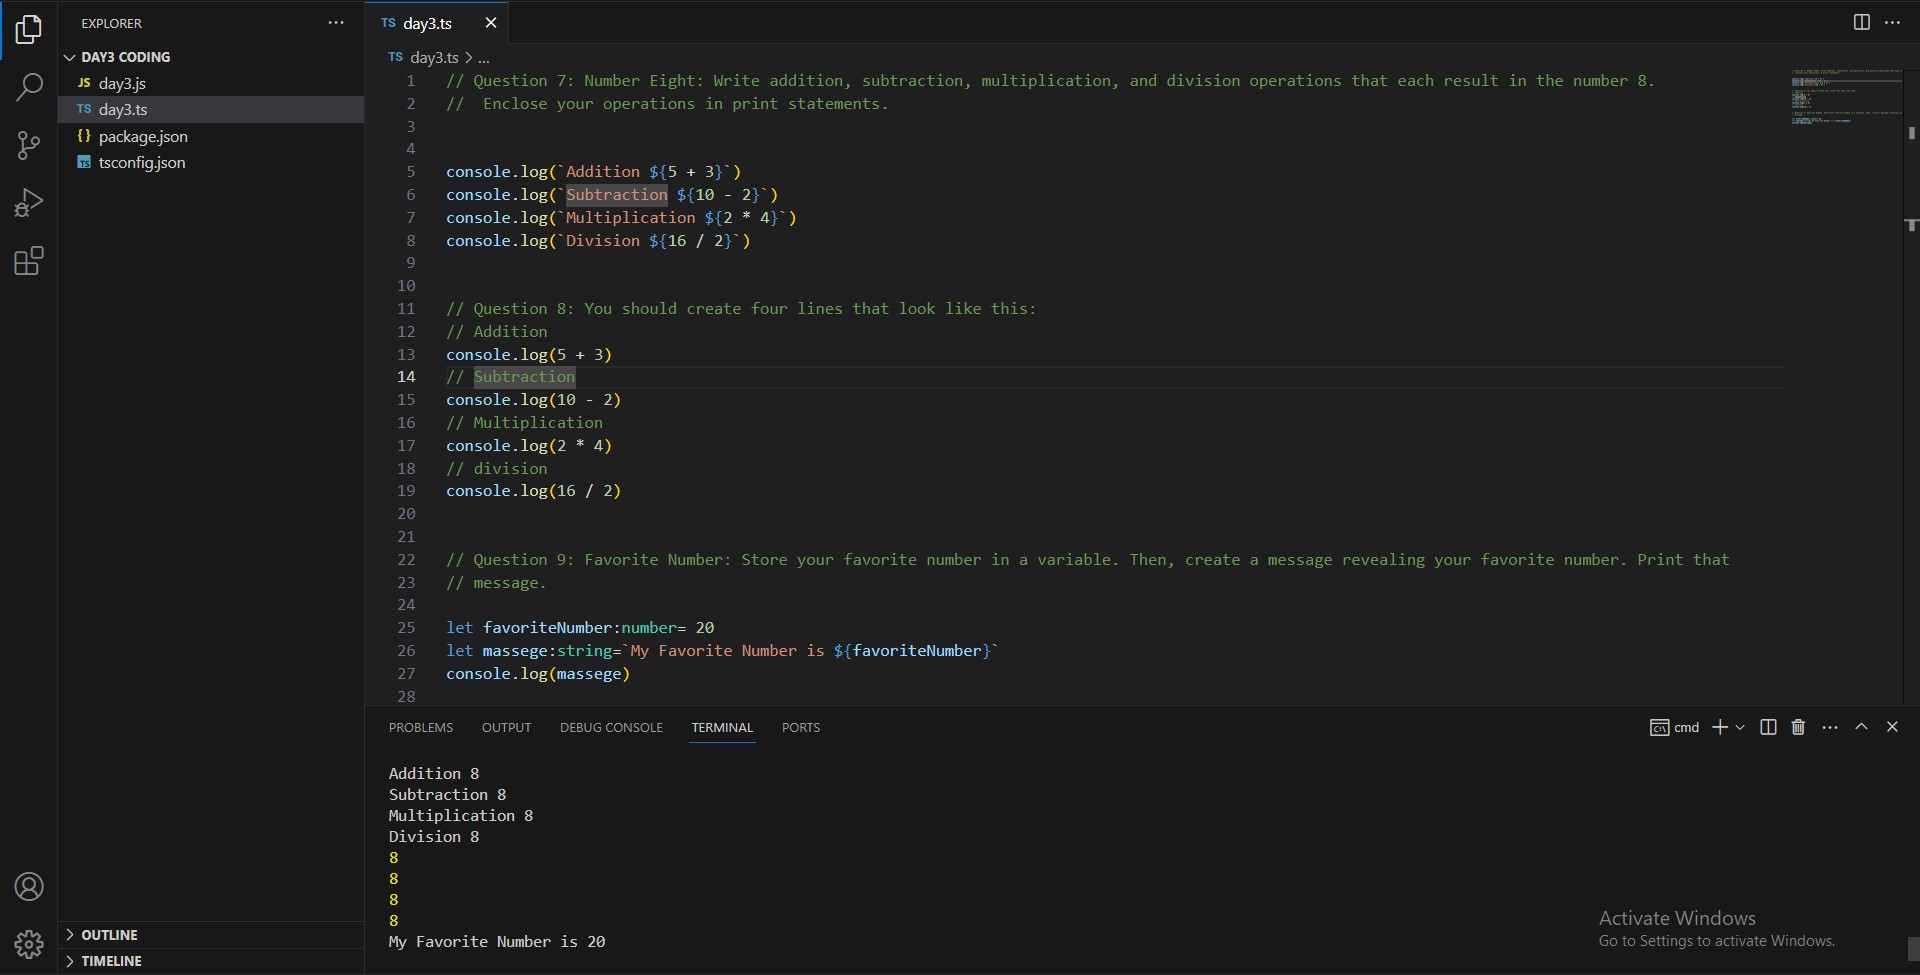 EXPLORER
DAY3 CODING
JS day3.js
TS day3.ts
{} package.json
TS tsconfig.json
OUTLINE
TIMELINE
TS day3.ts
TS day3.ts > ...
1 // Question 7: Number Eight: Write addition, subtraction, multiplication, and division operations that each result in the number 8.
2 //  Enclose your operations in print statements.
3
4
5 console.log(`Addition ${5 + 3}`)
6 console.log(`Subtraction ${10 - 2}`)
7 console.log(`Multiplication ${2 * 4}`)
8 console.log(`Division ${16 / 2}`)
9
10
11 // Question 8: You should create four lines that look like this:
12 // Addition
13 console.log(5 + 3)
14 // Subtraction
15 console.log(10 - 2)
16 // Multiplication
17 console.log(2 * 4)
18 // division
19 console.log(16 / 2)
20
21
22 // Question 9: Favorite Number: Store your favorite number in a variable. Then, create a message revealing your favorite number. Print that
23 // message.
24
25 let favoriteNumber:number= 20
26 let massege:string=`My Favorite Number is ${favoriteNumber}`
27 console.log(massege)
28
PROBLEMS OUTPUT DEBUG CONSOLE TERMINAL PORTS
cmd
Addition 8
Subtraction 8
Multiplication 8
Division 8
8
8
8
8
My Favorite Number is 20
Activate Windows
Go to Settings to activate Windows.